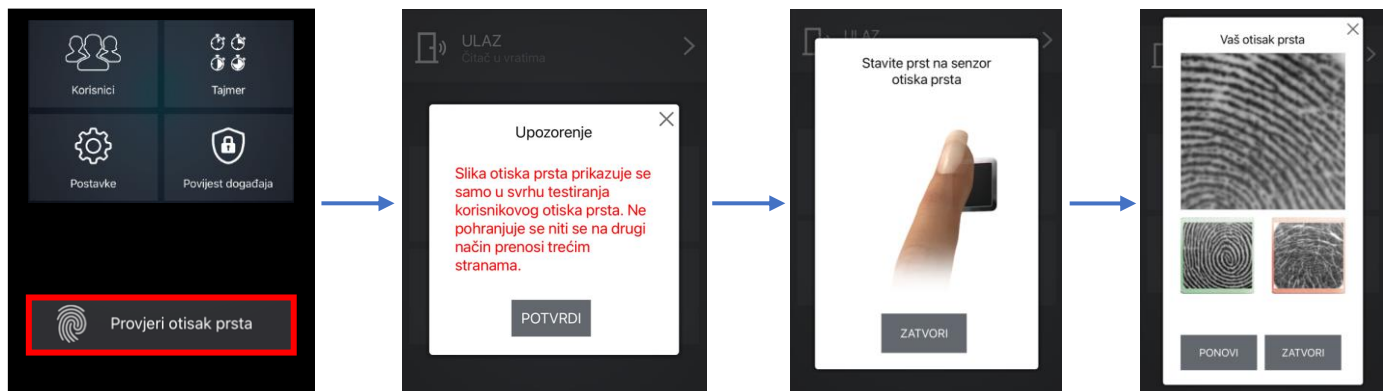 Korisnici
Tajmer
Postavke
Povijest događaja
Provjeri otisak prsta
ULAZ
Čitač u vratima
Upozorenje
Slika otiska prsta prikazuje se
samo u svrhu testiranja
korisnikovog otiska prsta. Ne
pohranjuje se niti se na drugi
način prenosi trećim
stranama.
POTVRDI
ULAZ
Stavite prst na senzor
otiska prsta
ZATVORI
Vaš otisak prsta
PONOVI
ZATVORI